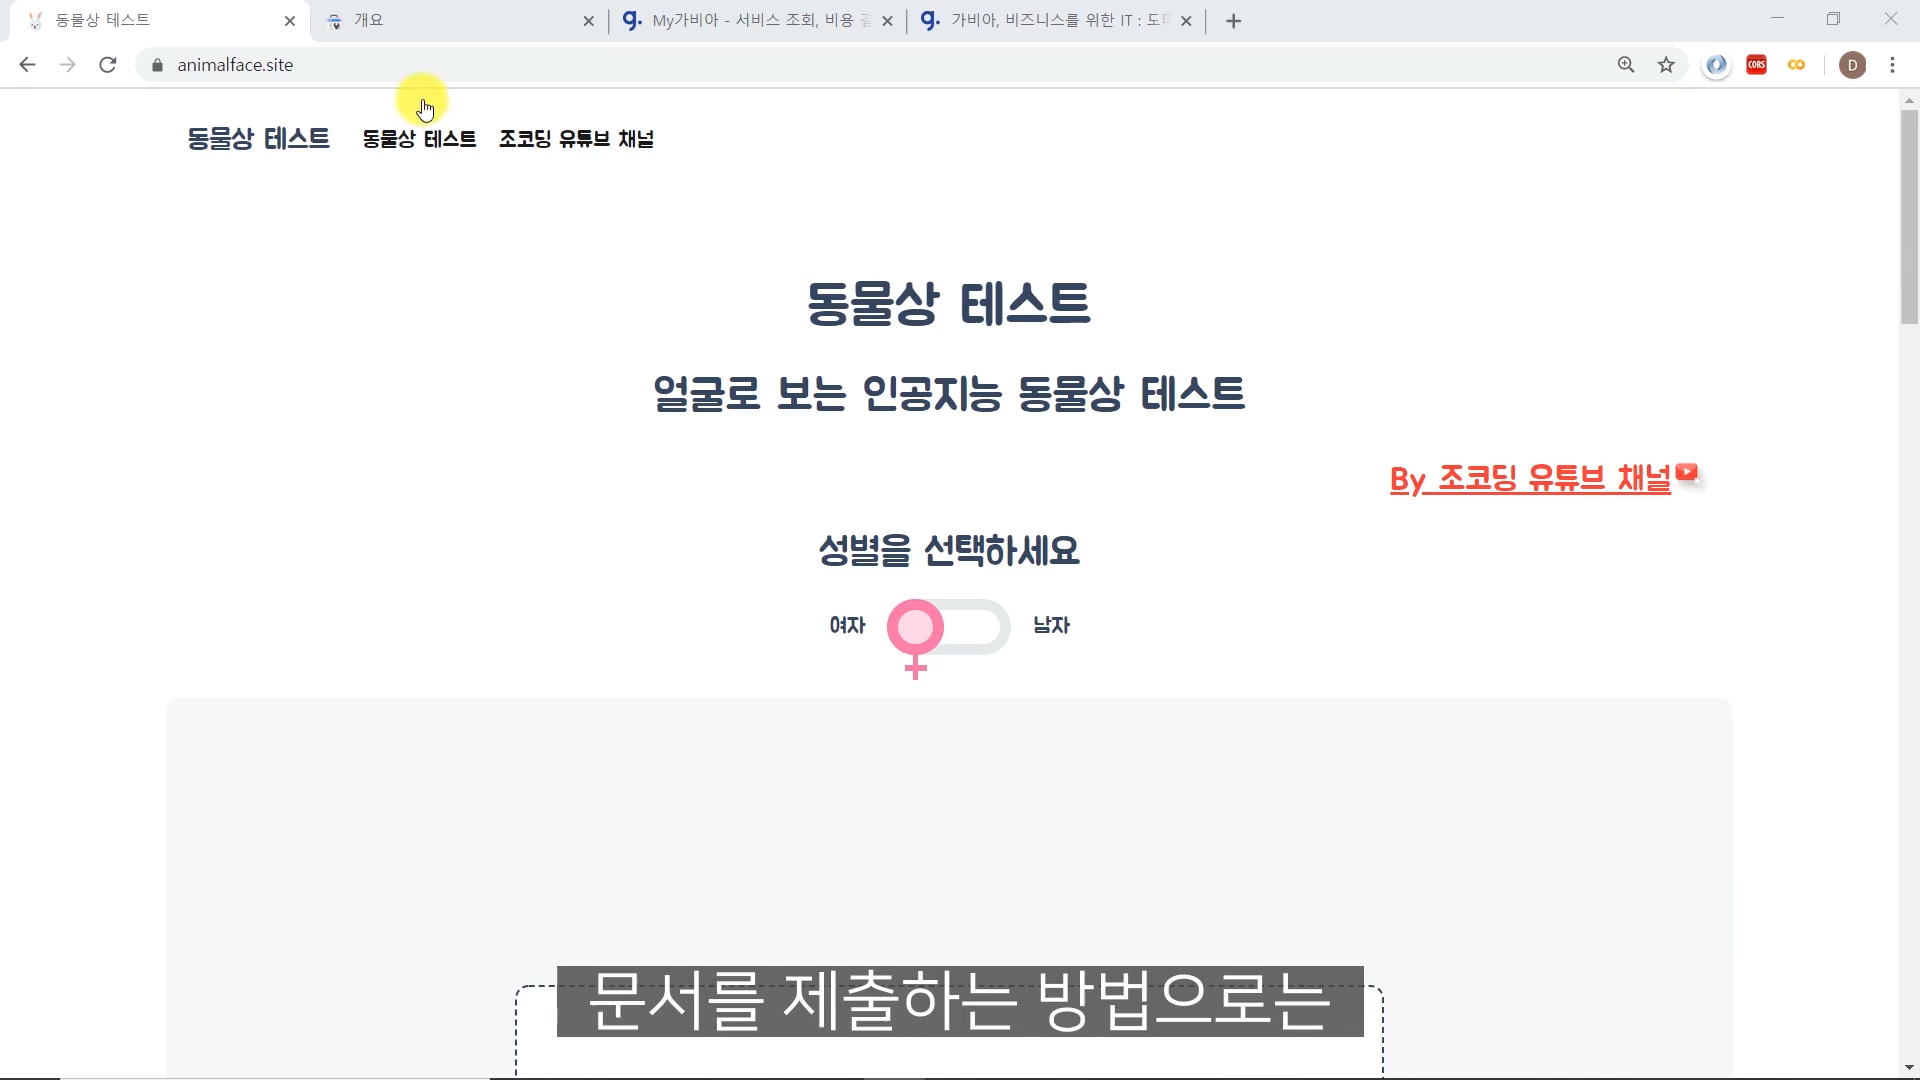 동물상 테스트
개요
My가비아 - 서비스 조회, 비용
가비아, 비즈니스를 위한 IT :
animalface.site
CORS
CO
D
동물상 테스트
동물상 테스트
조코딩 유튜브 채널
동물상 테스트
얼굴로 보는 인공지능 동물상 테스트
By 조코딩 유튜브 채널
성별을 선택하세요
여자
남자
문서를 제출하는 방법으로는